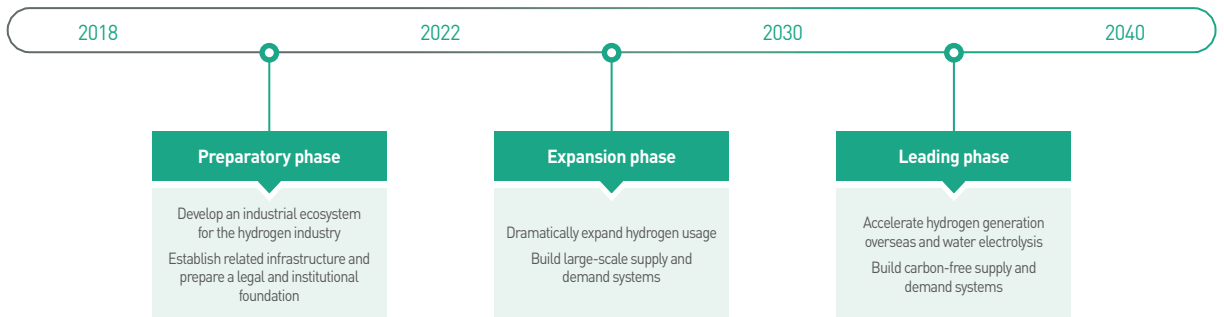 2018
2022
2030
2040
Preparatory phase
Develop an industrial ecosystem
for the hydrogen industry
Establish related infrastructure and
prepare a legal and institutional
foundation
Expansion phase
Dramatically expand hydrogen usage
Build large-scale supply and
demand systems
Leading phase
Accelerate hydrogen generation
overseas and water electrolysis
Build carbon-free supply and
demand systems